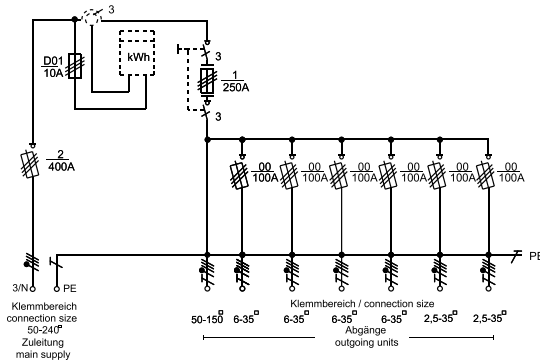 3
D01
10A
kWh
3
1
250A
3
2
400A
00
100A
00
100A
00
100A
00
100A
00
100A
00
100A
PE
3/N
PE
Klemmbereich
connection size
50-240
Zuleitung
main supply
Klemmbereich / connection size
50-150
6-35
6-35
6-35
6-35
2,5-35
2,5-35
Abgänge
outgoing units